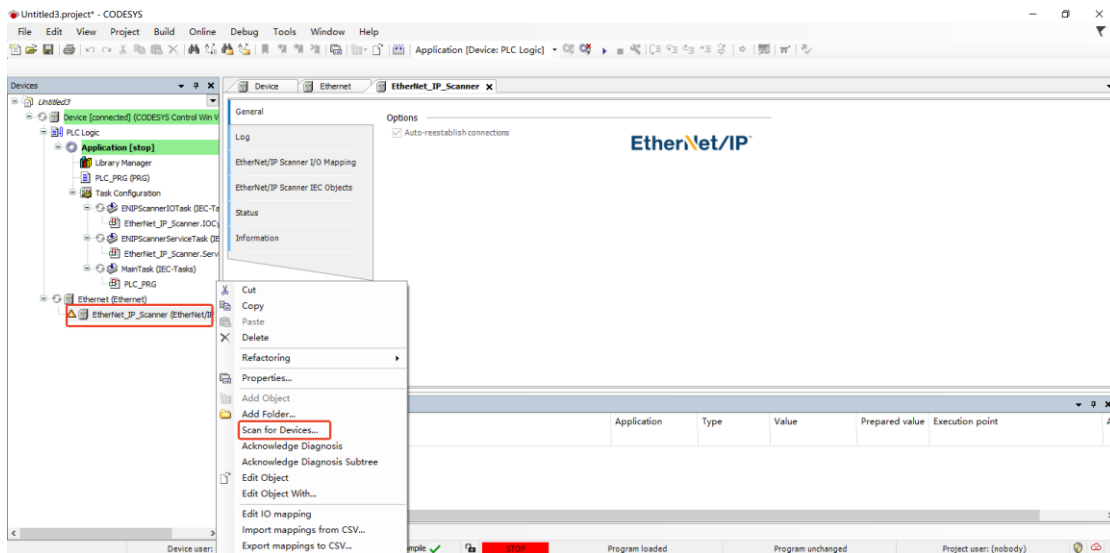 Untitled3.project* - CODESYS
File Edit View Project Build Online Debug Tools Window Help
Application [Device: PLC Logic]
Devices
Device
Ethernet
EtherNet_IP_Scanner
Untitled3
Device [connected] (CODESYS Control Win V
PLC Logic
Application [stop]
Library Manager
PLC_PRG (PRG)
Task Configuration
ENIPScannerIOTask (IEC-Ta
EtherNet_IP_Scanner.IOCy
ENIPScannerServiceTask (IE
EtherNet_IP_Scanner.Serv
MainTask (IEC-Tasks)
PLC_PRG
Ethernet (Ethernet)
EtherNet_IP_Scanner (EtherNet/IP
General
Log
EtherNet/IP Scanner I/O Mapping
EtherNet/IP Scanner IEC Objects
Status
Information
Options
Auto-reestablish connections
EtherNet/IP
Cut
Copy
Paste
Delete
Refactoring
Properties...
Add Object
Add Folder...
Scan for Devices...
Acknowledge Diagnosis
Acknowledge Diagnosis Subtree
Edit Object
Edit Object With...
Edit IO mapping
Import mappings from CSV...
Export mappings to CSV...
Application Type Value Prepared value Execution point
Device user:
mple
STOP
Program loaded
Program unchanged
Project user: (nobody)